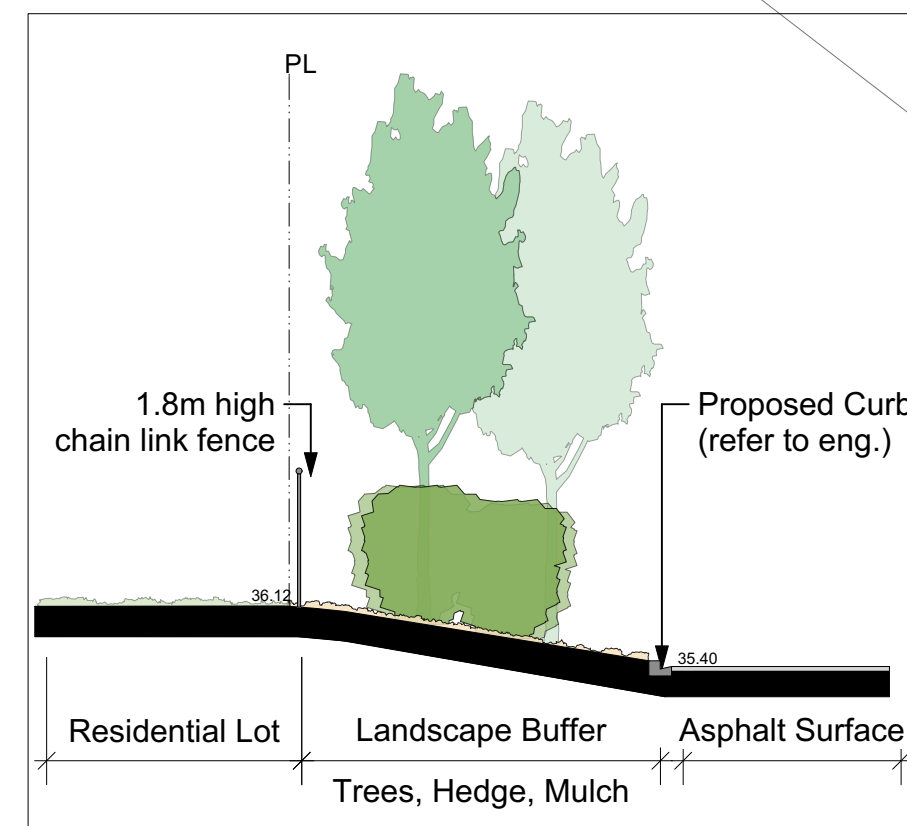 PL
1.8m high
chain link fence
Proposed Curb
(refer to eng.)
36.12
35.40
Residential Lot
Landscape Buffer
Asphalt Surface
Trees, Hedge, Mulch